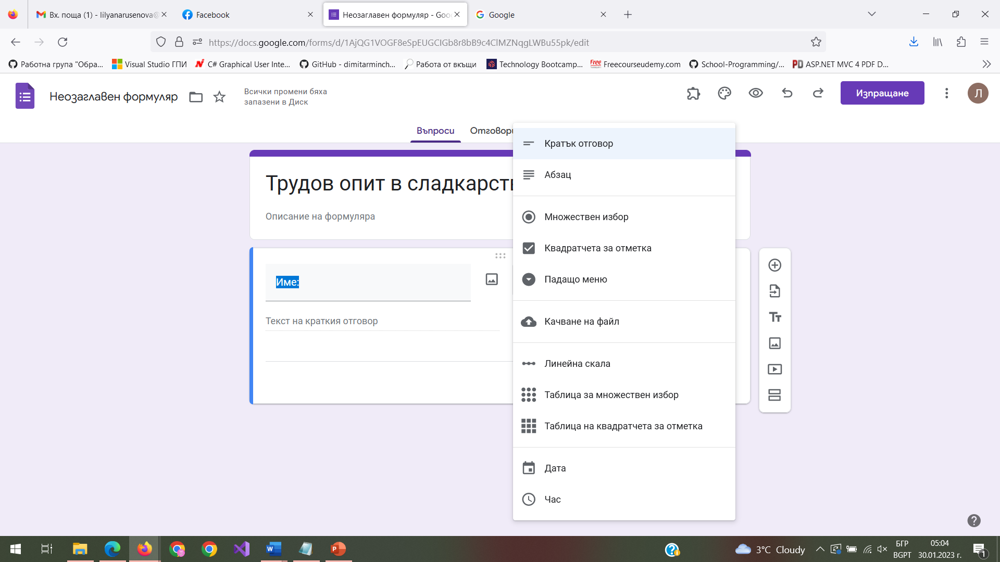 Вх. поща (1) - lilyanarusenova@
Facebook
Неозаглавен формуляр - Goo
Google
https://docs.google.com/forms/d/1AjQG1VOGF8eSpEUGCIGb8r8bB9c4ClMZNqgLWBu55pk/edit
Работна група "Обра...
Visual Studio ГПИ
C# Graphical User Inte...
GitHub - dimitarminch...
Работа от вкъщи
Technology Bootcamp...
Free
Freecourseudemy.com
School-Programming/...
PD
ASP.NET MVC 4 PDF D...
Неозаглавен формуляр
Всички промени бяха
запазени в Диск
Изпращане
Л
Въпроси
Отговори
Трудов опит в сладкарств
Описание на формуляра
Име:
Текст на краткия отговор
Кратък отговор
Абзац
Множествен избор
Квадратчета за отметка
Падащо меню
Качване на файл
Линейна скала
Таблица за множествен избор
Таблица на квадратчета за отметка
Дата
Час
3°C Cloudy
БГР
BGPT
05:04
30.01.2023 г.
1